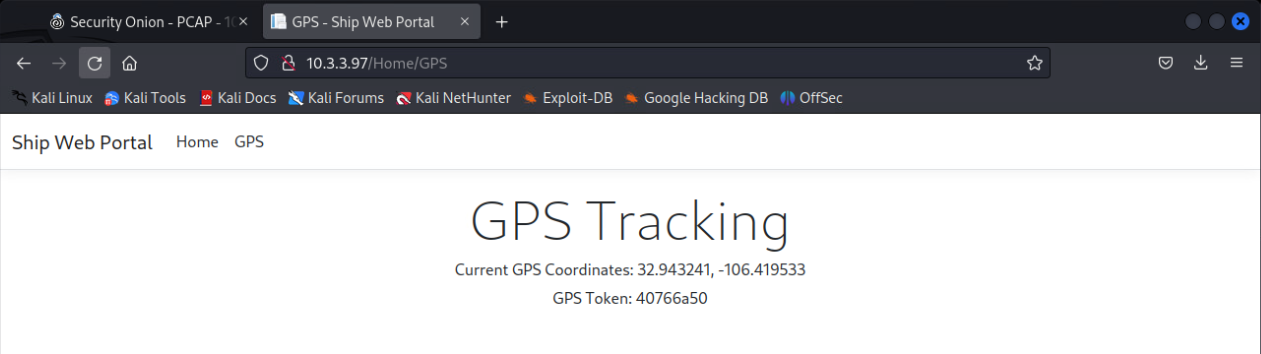 Security Onion - PCAP - 10
GPS - Ship Web Portal
10.3.3.97/Home/GPS
Kali Linux Kali Tools Kali Docs Kali Forums Kali NetHunter Exploit-DB Google Hacking DB OffSec
Ship Web Portal Home GPS
GPS Tracking
Current GPS Coordinates: 32.943241, -106.419533
GPS Token: 40766a50